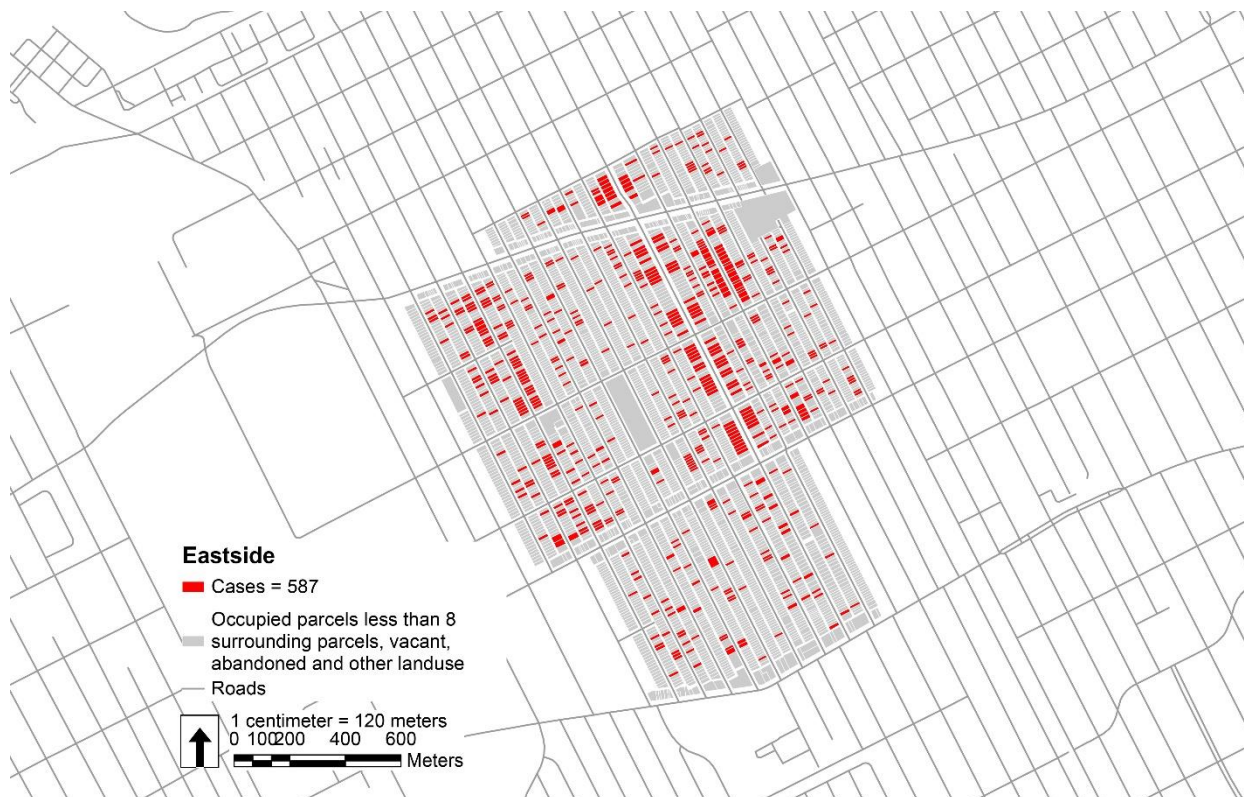 Eastside
Cases = 587
Occupied parcels less than 8
surrounding parcels, vacant,
abandoned and other landuse
Roads
1 centimeter = 120 meters
0 100200 400 600
Meters